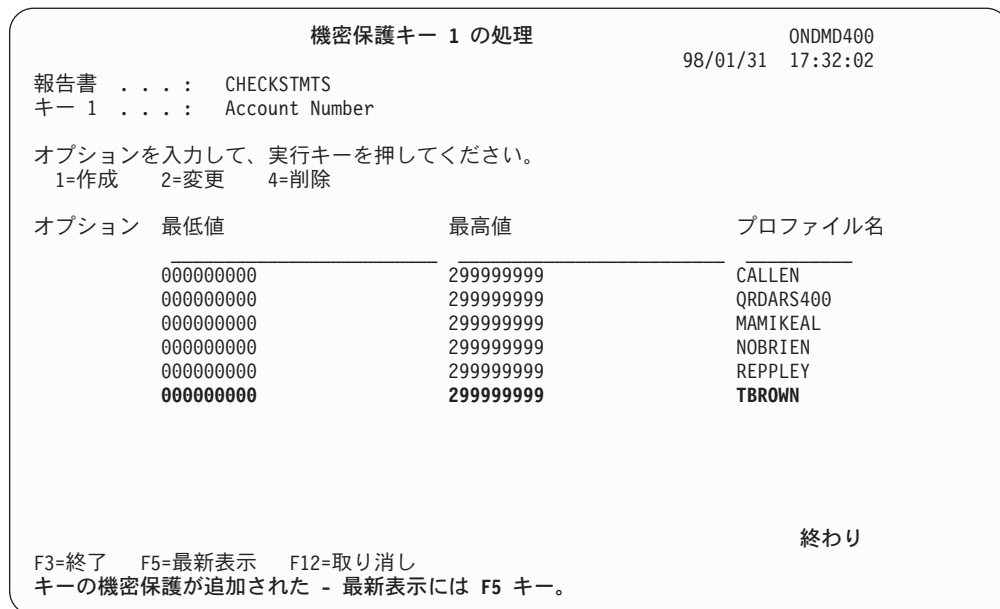 機密保護キー 1 の処理 ONDMD400
98/01/31 17:32:02
報告書 . . . : CHECKSTMTS
キー 1 . . . : Account Number
オプションを入力して、実行キーを押してください。
1=作成 2=変更 4=削除
オプション 最低値 最高値 プロファイル名
000000000 299999999 CALLEN
000000000 299999999 QRDARS400
000000000 299999999 MAMIKEAL
000000000 299999999 NOBRIEN
000000000 299999999 REPPLEY
000000000 299999999 TBROWN
終わり
F3=終了 F5=最新表示 F12=取り消し
キーの機密保護が追加された - 最新表示には F5 キー。